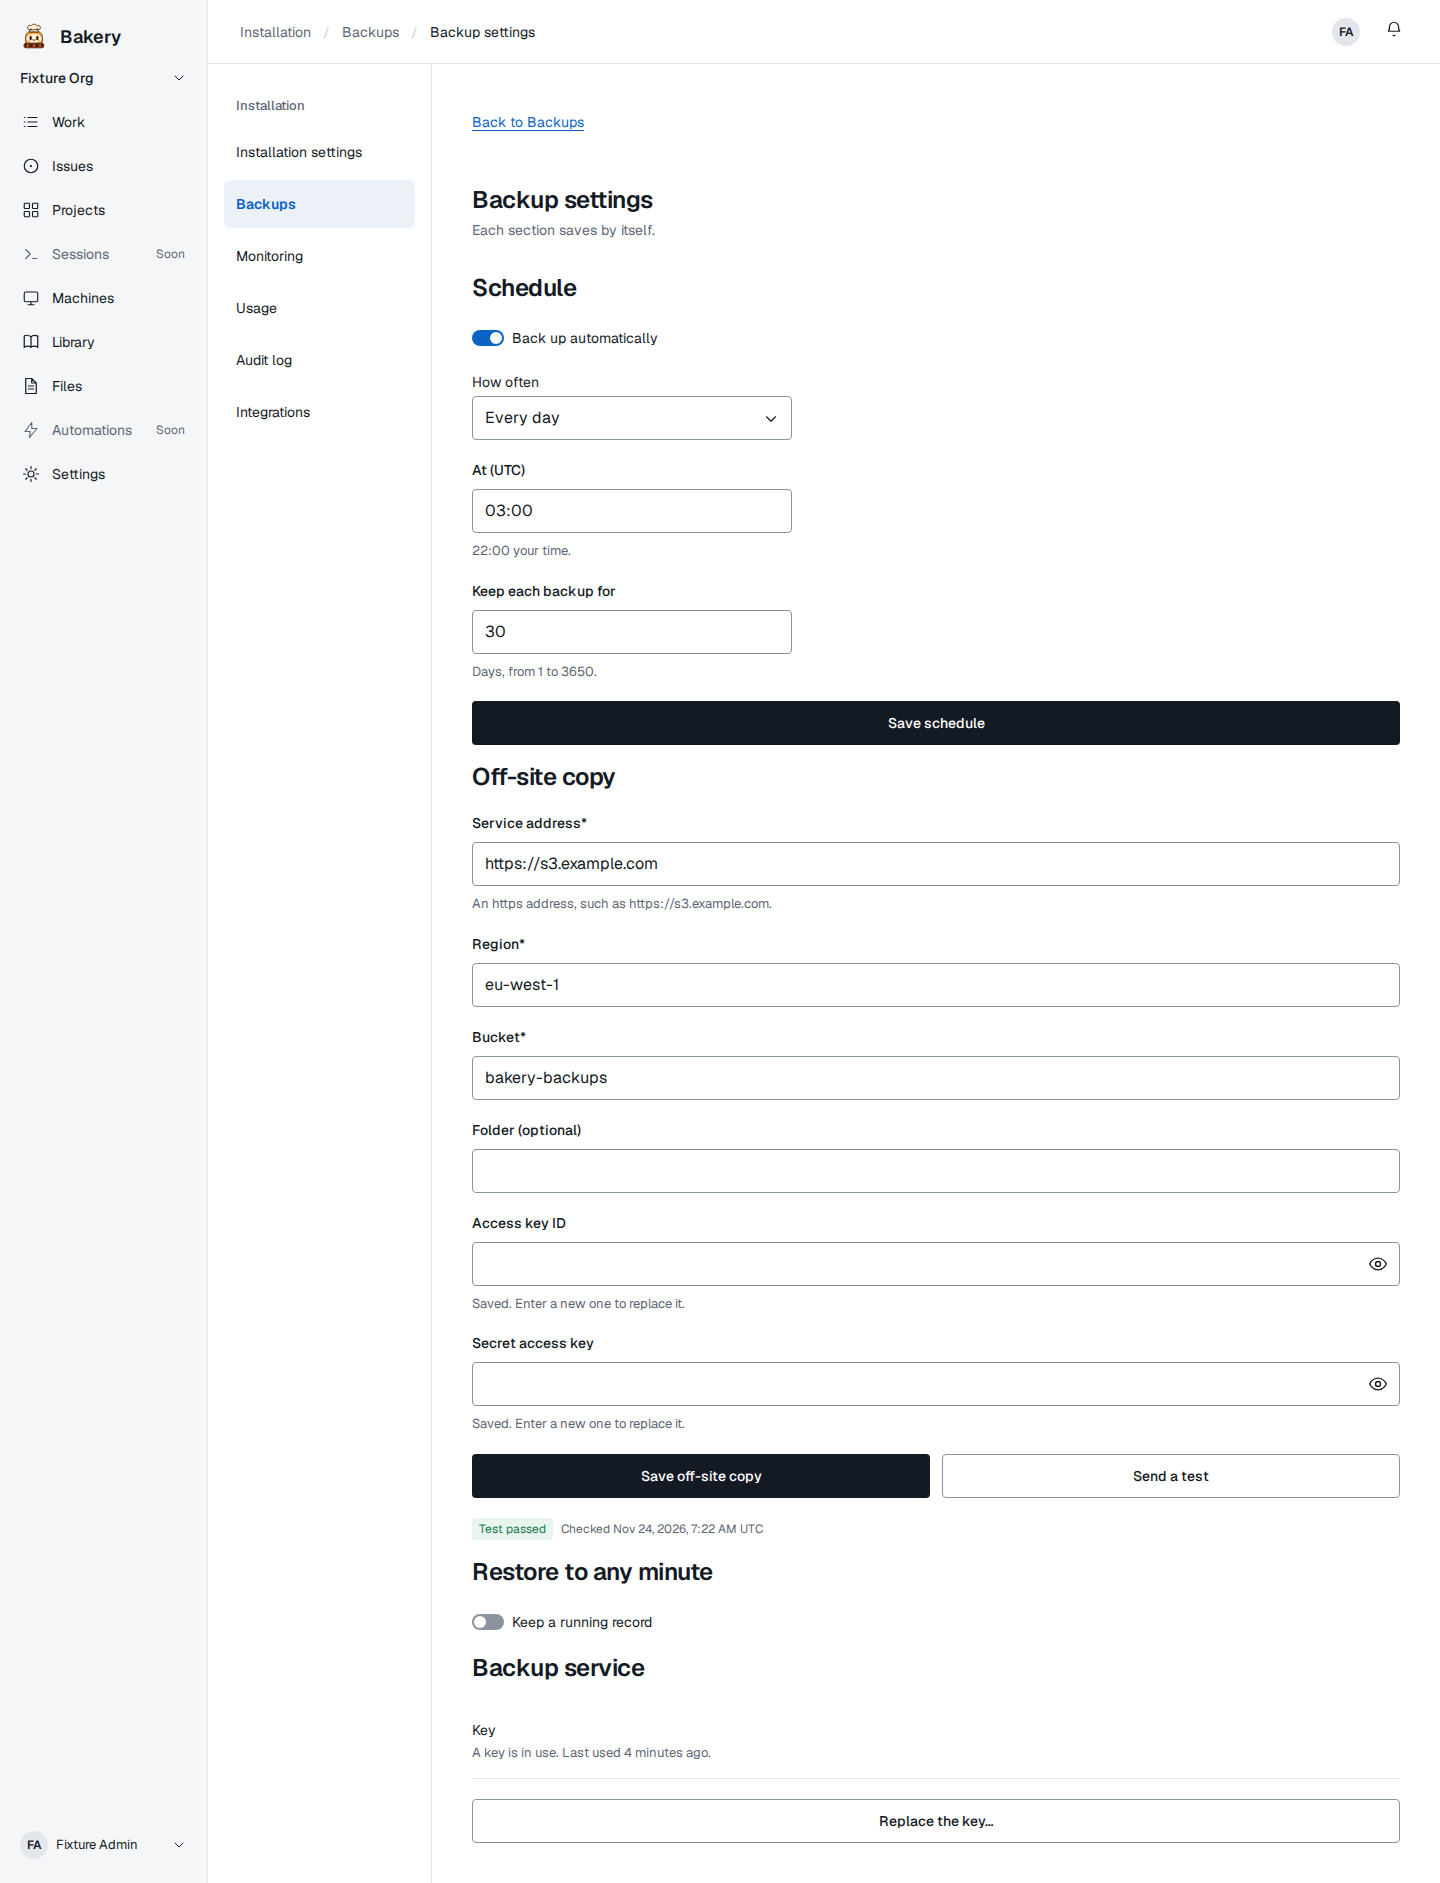 Bakery
Fixture Org
Work
Issues
Projects
Sessions Soon
Machines
Library
Files
Automations Soon
Settings
FA Fixture Admin
Installation / Backups / Backup settings
FA
Installation
Installation settings
Backups
Monitoring
Usage
Audit log
Integrations
Back to Backups
Backup settings
Each section saves by itself.
Schedule
Back up automatically
How often
Every day
At (UTC)
03:00
22:00 your time.
Keep each backup for
30
Days, from 1 to 3650.
Save schedule
Off-site copy
Service address*
https://s3.example.com
An https address, such as https://s3.example.com.
Region*
eu-west-1
Bucket*
bakery-backups
Folder (optional)
Access key ID
Saved. Enter a new one to replace it.
Secret access key
Saved. Enter a new one to replace it.
Save off-site copy
Send a test
Test passed Checked Nov 24, 2026, 7:22 AM UTC
Restore to any minute
Keep a running record
Backup service
Key
A key is in use. Last used 4 minutes ago.
Replace the key...